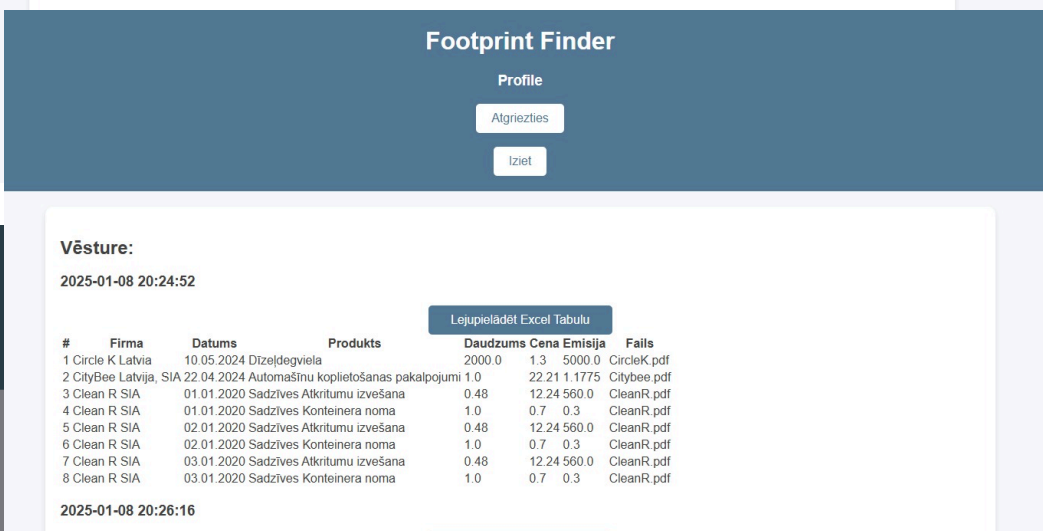 Footprint Finder
Profile
Atgriezties
Iziet
Vēsture:
2025-01-08 20:24:52
Lejupielādēt Excel Tabulu
# Firma Datums Produkts Daudzums Cena Emisija Fails
1 Circle K Latvia 10.05.2024 Dīzeļdegviela 2000.0 1.3 5000.0 CircleK.pdf
2 CityBee Latvija, SIA 22.04.2024 Automašīnu koplietošanas pakalpojumi 1.0 22.21 1.1775 Citybee.pdf
3 Clean R SIA 01.01.2020 Sadzīves Atkritumu izvešana 0.48 12.24 560.0 CleanR.pdf
4 Clean R SIA 01.01.2020 Sadzīves Konteinera noma 1.0 0.7 0.3 CleanR.pdf
5 Clean R SIA 02.01.2020 Sadzīves Atkritumu izvešana 0.48 12.24 560.0 CleanR.pdf
6 Clean R SIA 02.01.2020 Sadzīves Konteinera noma 1.0 0.7 0.3 CleanR.pdf
7 Clean R SIA 03.01.2020 Sadzīves Atkritumu izvešana 0.48 12.24 560.0 CleanR.pdf
8 Clean R SIA 03.01.2020 Sadzīves Konteinera noma 1.0 0.7 0.3 CleanR.pdf
2025-01-08 20:26:16